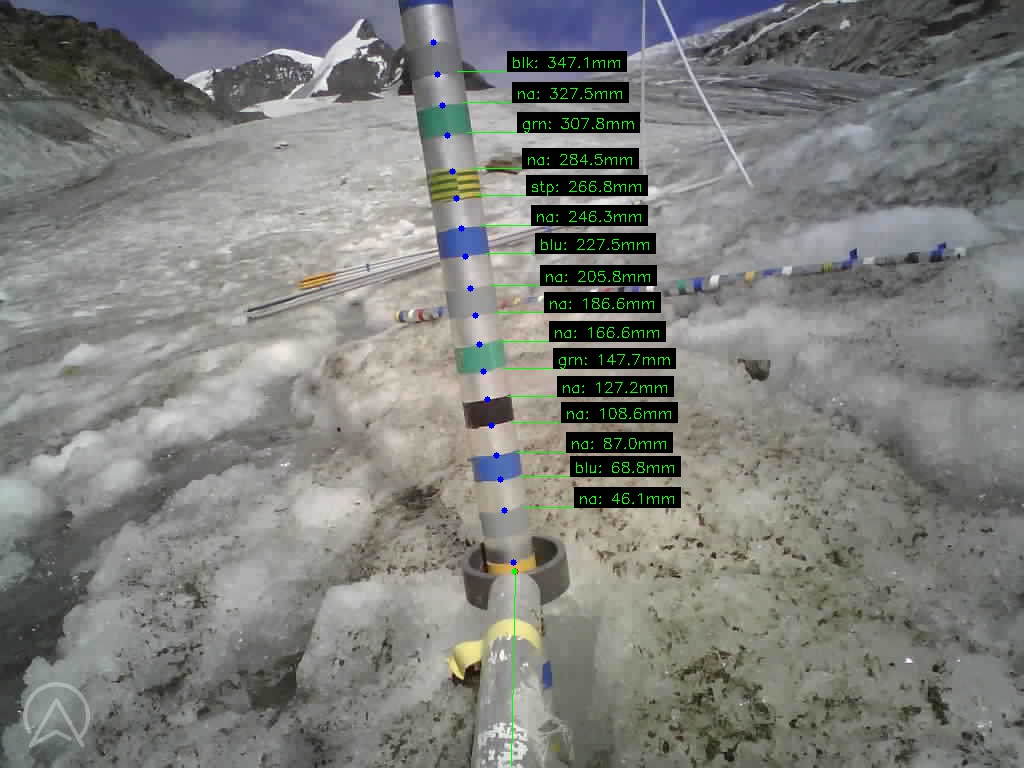 blk: 347.1mm
na: 327.5mm
grn: 307.8mm
na: 284.5mm
stp: 266.8mm
na: 246.3mm
blu: 227.5mm
na: 205.8mm
na: 186.6mm
na: 166.6mm
grn: 147.7mm
na: 127.2mm
na: 108.6mm
na: 87.0mm
blu: 68.8mm
na: 46.1mm